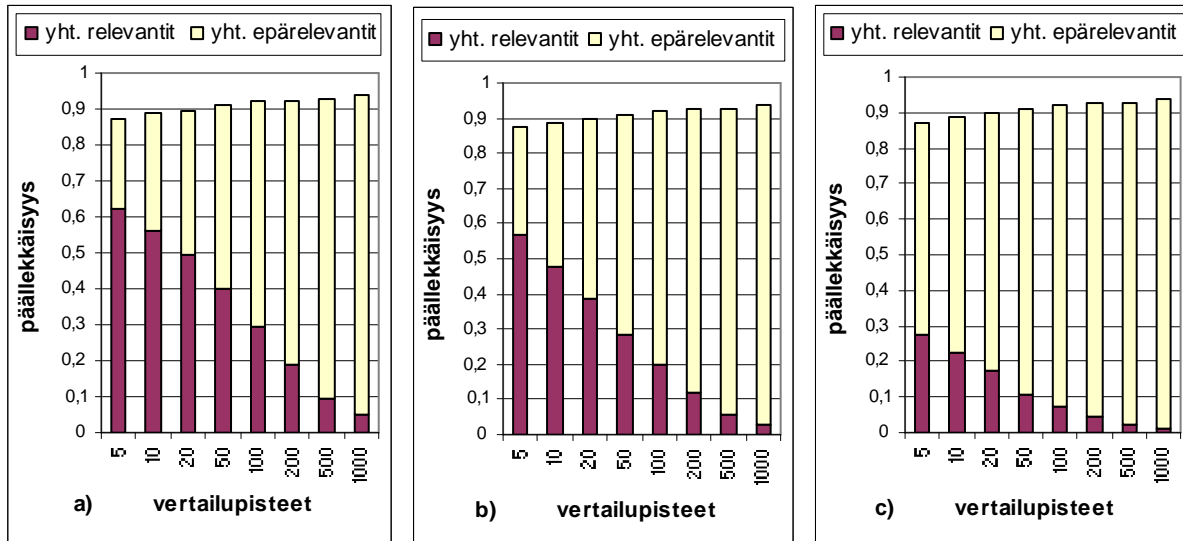 yht. relevantit yht. epärelevantit
1
0,9
0,8
0,7
0,6
0,5
0,4
0,3
0,2
0,1
0
päällekkäisyys
5 10 20 50 100 200 500 1000
a) vertailupisteet
yht. relevantit yht. epärelevantit
1
0,9
0,8
0,7
0,6
0,5
0,4
0,3
0,2
0,1
0
päällekkäisyys
5 10 20 50 100 200 500 1000
b) vertailupisteet
yht. relevantit yht. epärelevantit
1
0,9
0,8
0,7
0,6
0,5
0,4
0,3
0,2
0,1
0
päällekkäisyys
5 10 20 50 100 200 500 1000
c) vertailupisteet